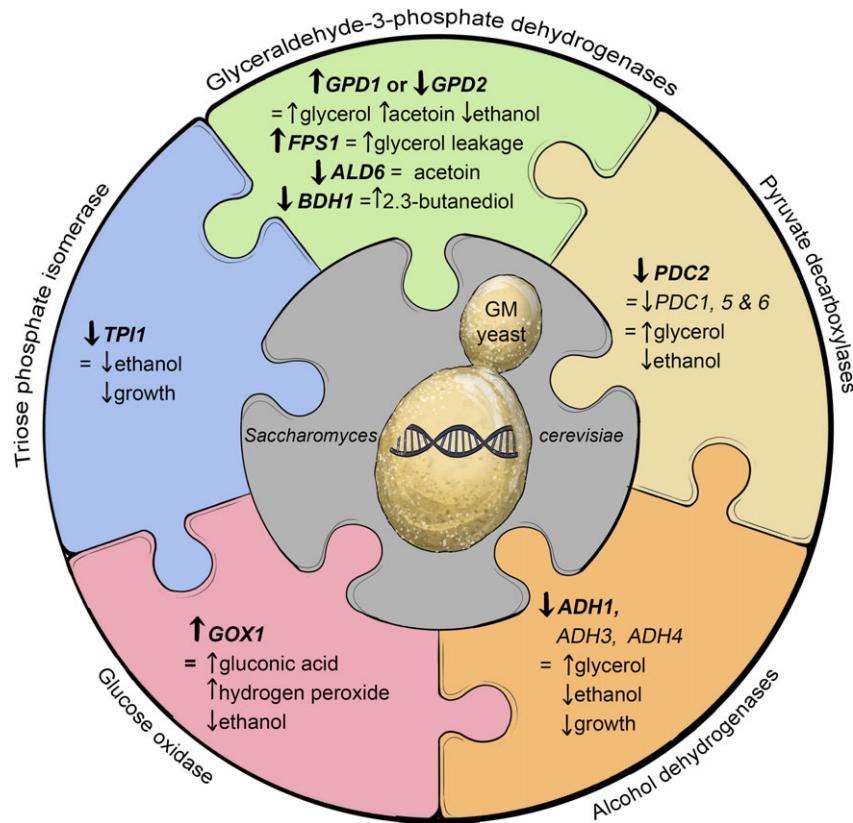 Glyceraldehyde-3-phosphate dehydrogenases
↑GPD1 or ↓GPD2
= ↑glycerol ↑acetoin ↓ethanol
↑FPS1 = ↑glycerol leakage
↓ALD6 = acetoin
↓BDH1 =↑2.3-butanediol
Pyruvate decarboxylases
↓PDC2
= ↓PDC1, 5 & 6
= ↑glycerol
↓ethanol
Triose phosphate isomerase
↓TPI1
= ↓ethanol
↓growth
GM
yeast
Saccharomyces cerevisiae
Glucose oxidase
↑GOX1
= ↑gluconic acid
↑hydrogen peroxide
↓ethanol
Alcohol dehydrogenases
↓ADH1,
ADH3, ADH4
= ↑glycerol
↓ethanol
↓growth